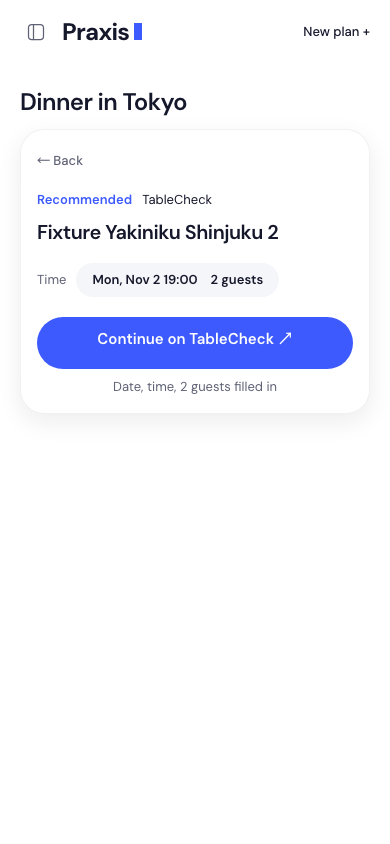 Praxis
New plan +
Dinner in Tokyo
← Back
Recommended TableCheck
Fixture Yakiniku Shinjuku 2
Time Mon, Nov 2 19:00 2 guests
Continue on TableCheck ↗
Date, time, 2 guests filled in